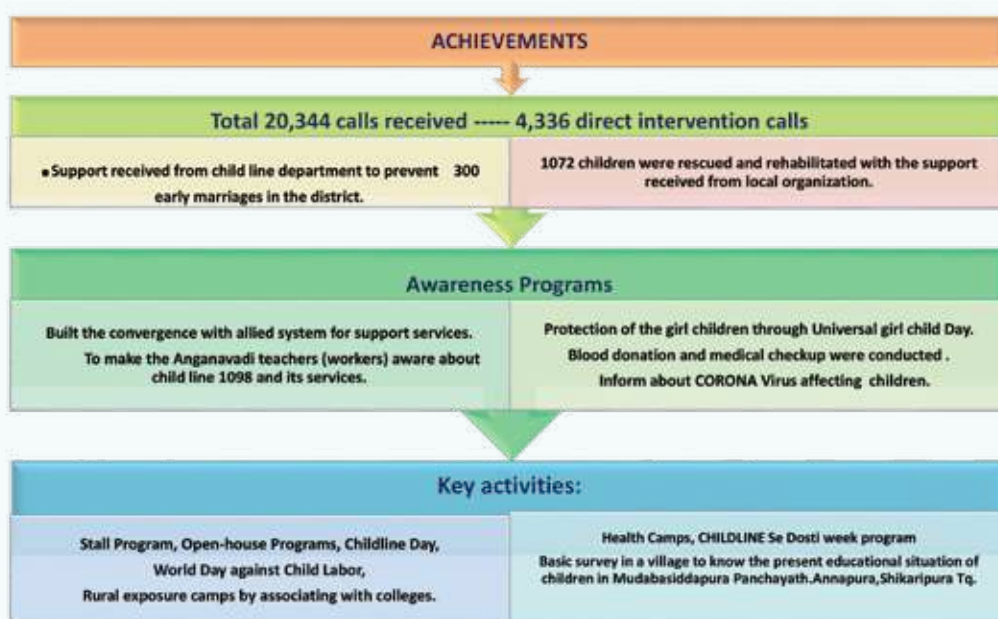 ACHIEVEMENTS
Total 20,344 calls received ----- 4,336 direct intervention calls
•Support received from child line department to prevent 300
early marriages in the district.
1072 children were rescued and rehabilitated with the support
received from local organization.
Awareness Programs
Built the convergence with allied system for support services.
To make the Anganavadi teachers (workers) aware about
child line 1098 and its services.
Protection of the girl children through Universal girl child Day.
Blood donation and medical checkup were conducted .
Inform about CORONA Virus affecting children.
Key activities:
Stall Program, Open-house Programs, Childline Day,
World Day against Child Labor,
Rural exposure camps by associating with colleges.
Health Camps, CHILDLINE Se Dosti week program
Basic survey in a village to know the present educational situation of
children in Mudabasiddapura Panchayath.Annapura,Shikaripura Tq.